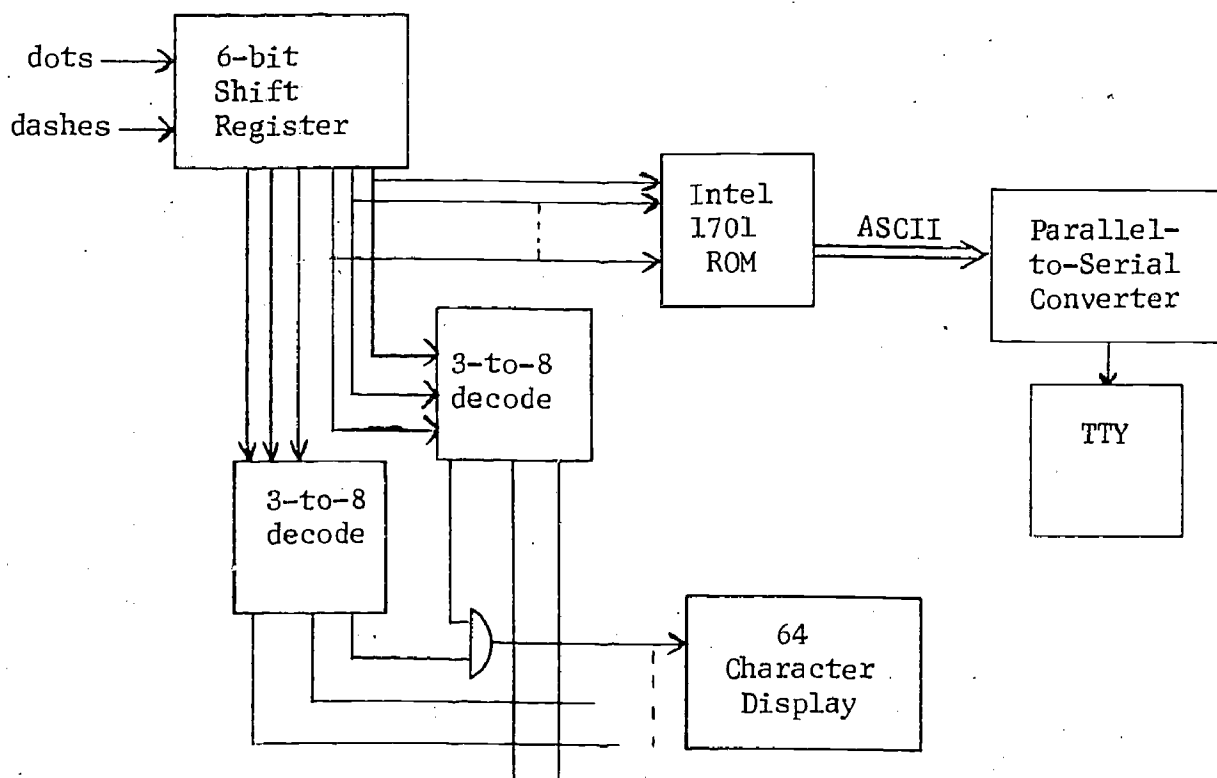 dots
dashes
6-bit
Shift
Register
Intel
1701
ROM
ASCII
Parallel-
to-Serial
Converter
3-to-8
decode
TTY
3-to-8
decode
64
Character
Display